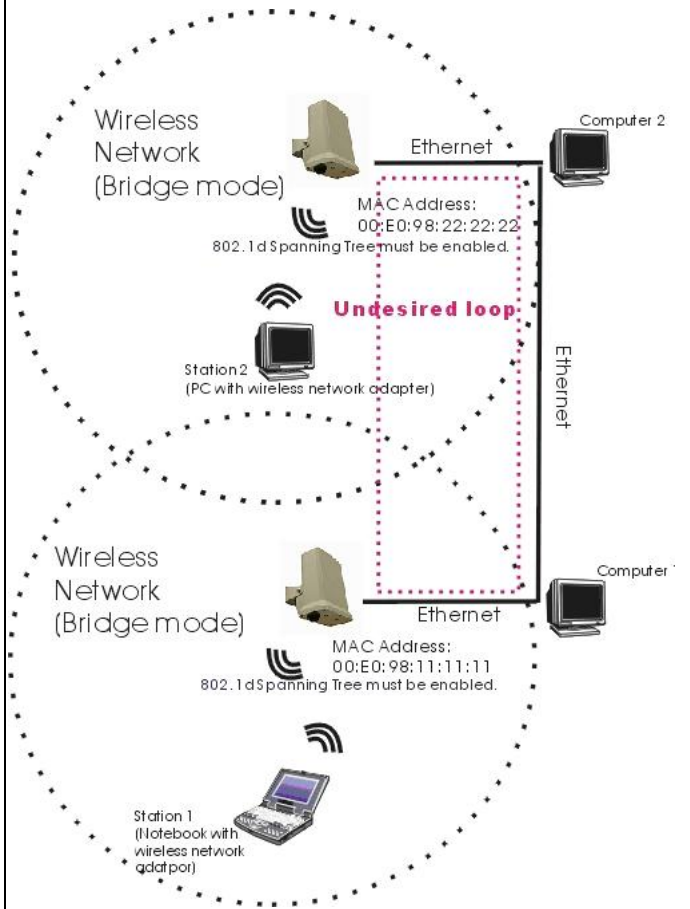 Wireless
Network
(Bridge mode)
Ethernet
Computer 2
MAC Address:
00:E0:98:22:22:22
802.1d Spanning Tree must be enabled.
Undesired loop
Station 2
(PC with wireless network adapter)
Ethernet
Wireless
Network
(Bridge mode)
Computer 1
Ethernet
MAC Address:
00:E0:98:11:11:11
802.1d Spanning Tree must be enabled.
Station 1
(Notebook with
wireless network
adatpor)